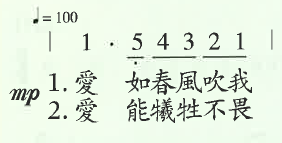 ♩= 100
| 1 · 5 4 3 2 1 |
mp 1. 愛 如春風吹我
2. 愛 能犧牲不畏